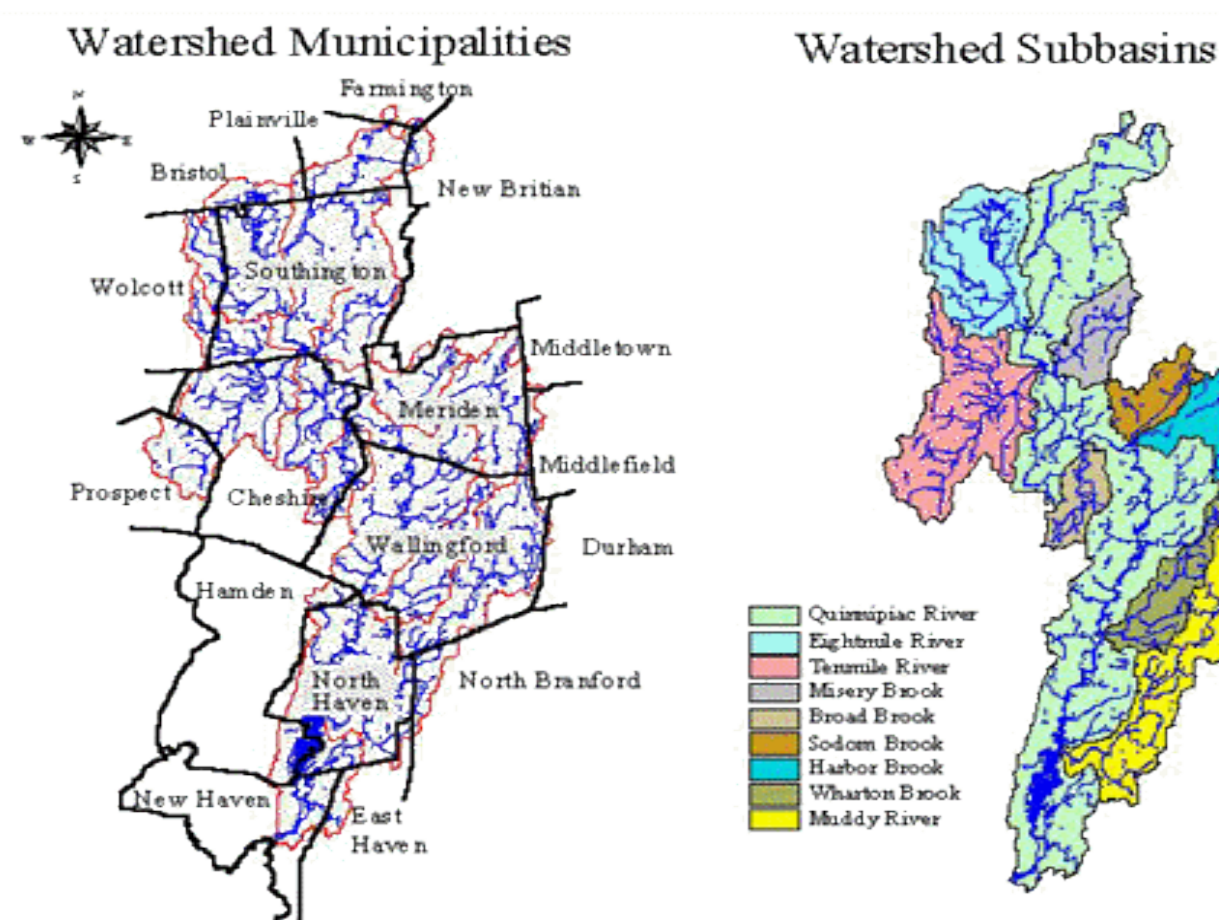 Watershed Municipalities
Watershed Subbasins
N
W
E
S
Farmington
Plainville
Bristol
New Britian
Southington
Wolcott
Middletown
Meriden
Middlefield
Prospect
Cheshire
Wallingford
Durham
Hamden
North
Haven
North Branford
New Haven
East
Haven
Quinnipiac River
Eightmile River
Tenmile River
Misery Brook
Broad Brook
Sodom Brook
Harbor Brook
Wharton Brook
Muddy River